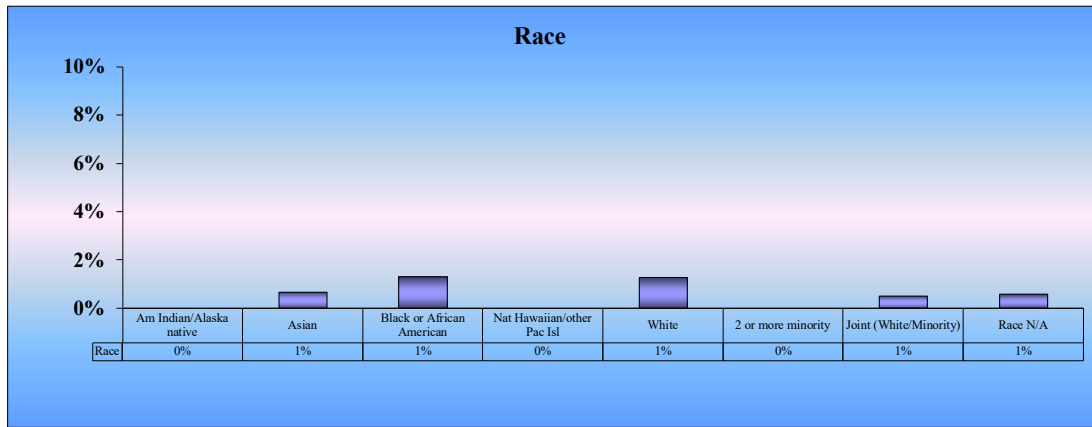 Race
10%
8%
6%
4%
2%
0%
Am Indian/Alaska native
Asian
Black or African American
Nat Hawaiian/other Pac Isl
White
2 or more minority
Joint (White/Minority)
Race N/A
Race 0% 1% 1% 0% 1% 0% 1% 1%